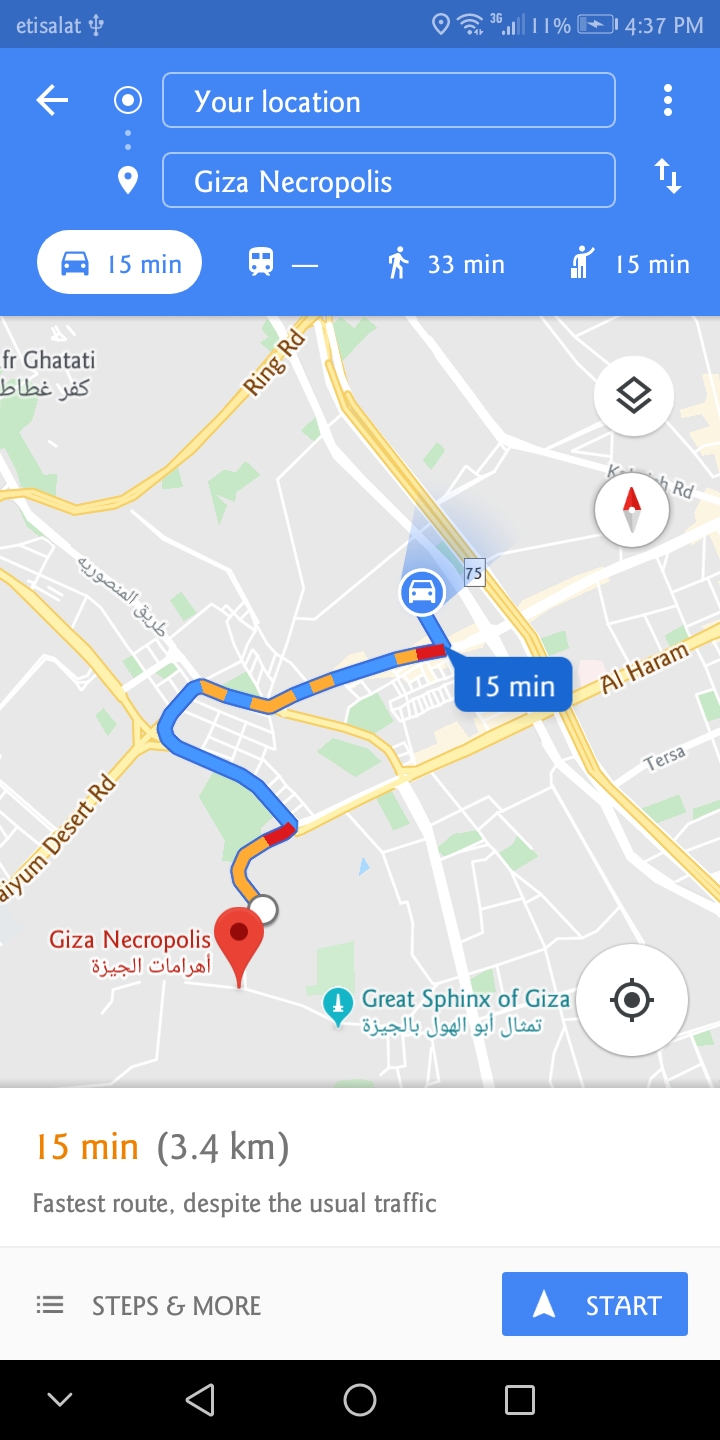 etisalat 3G 11% 4:37 PM
Your location
Giza Necropolis
15 min — 33 min 15 min
fr Ghatati
كفر غطاط
Ring Rd
Rd
75
طريق المنصوريه
15 min
Al Haram
Tersa
aiyum Desert Rd
Giza Necropolis
أهرامات الجيزة
Great Sphinx of Giza
تمثال أبو الهول بالجيزة
15 min (3.4 km)
Fastest route, despite the usual traffic
STEPS & MORE
START